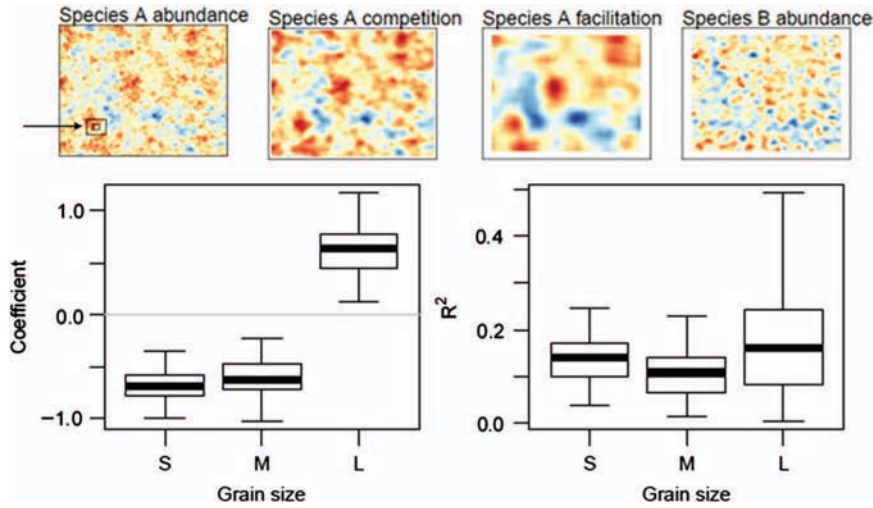 Species A abundance
Species A competition
Species A facilitation
Species B abundance
Coefficient
1.0
0.0
−1.0
S
M
L
Grain size
R²
0.4
0.2
0.0
S
M
L
Grain size